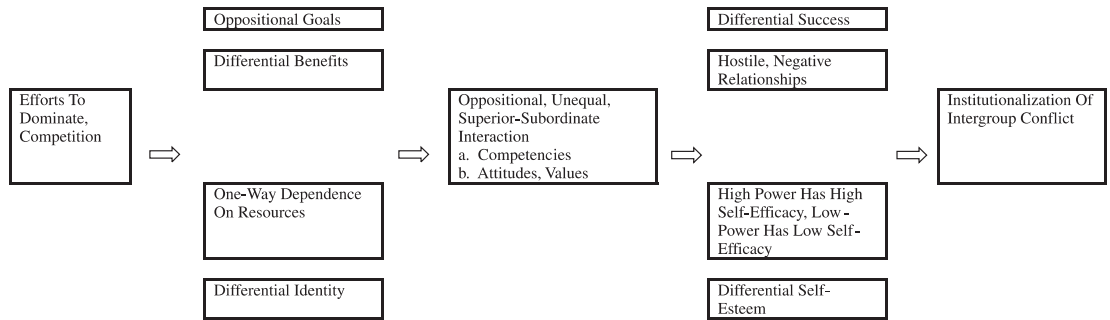 Efforts To
Dominate,
Competition
Oppositional Goals
Differential Benefits
One-Way Dependence
On Resources
Differential Identity
Oppositional, Unequal,
Superior-Subordinate
Interaction
a. Competencies
b. Attitudes, Values
Differential Success
Hostile, Negative
Relationships
High Power Has High
Self-Efficacy, Low-
Power Has Low Self-
Efficacy
Differential Self-
Esteem
Institutionalization Of
Intergroup Conflict